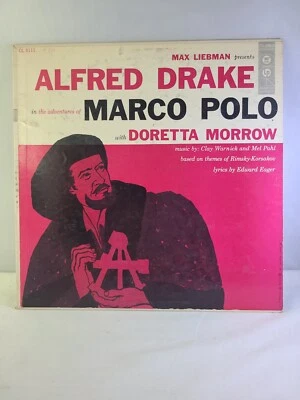 MAX LIEBMAN presents
ALFRED DRAKE
in the adventures of
MARCO POLO
with DORETTA MORROW
music by: Clay Warnick and Mel Pahl
based on themes of Rimsky-Korsakov
lyrics by Edward Eager